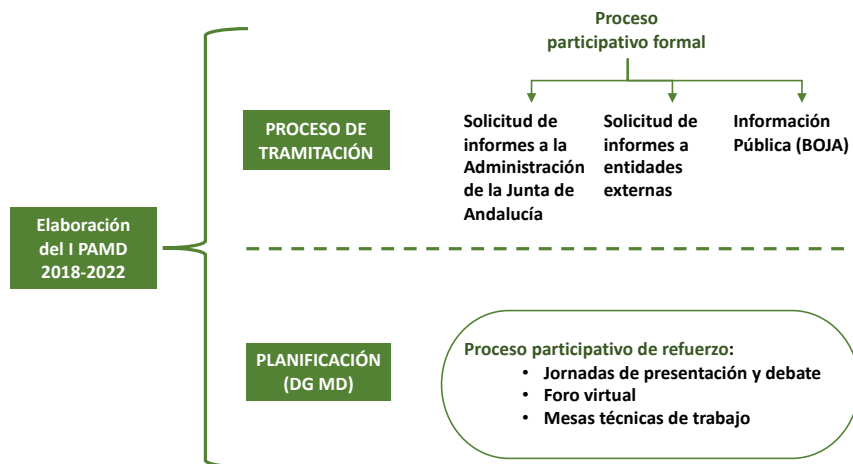 Proceso
participativo formal
PROCESO DE
TRAMITACIÓN
Solicitud de
informes a la
Administración
de la Junta de
Andalucía
Solicitud de
informes a
entidades
externas
Información
Pública (BOJA)
Elaboración
del I PAMD
2018-2022
PLANIFICACIÓN
(DG MD)
Proceso participativo de refuerzo:
• Jornadas de presentación y debate
• Foro virtual
• Mesas técnicas de trabajo